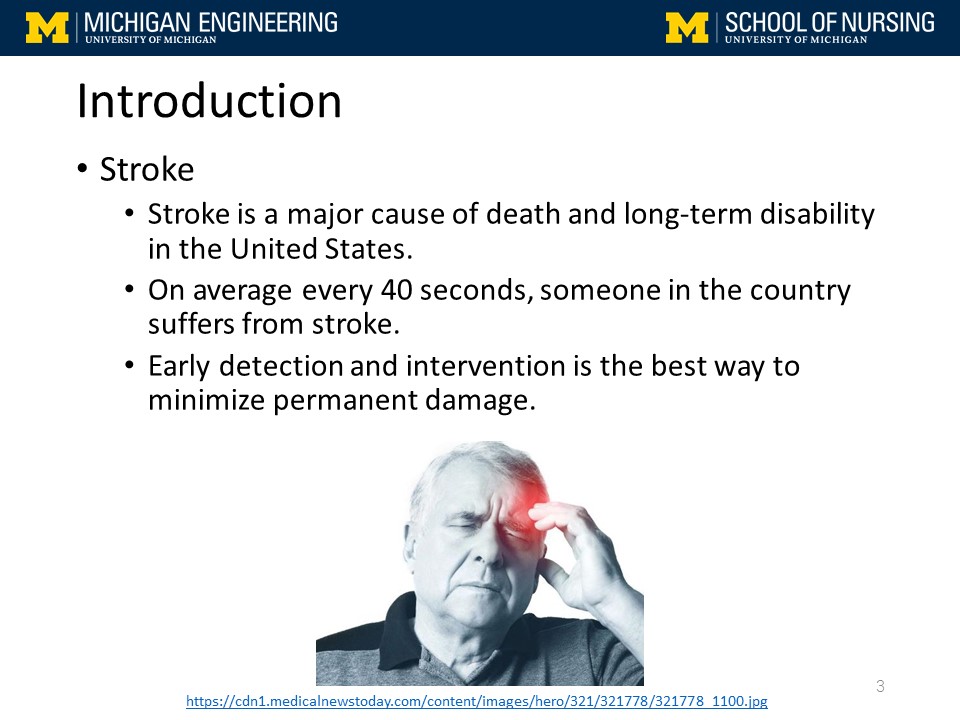 M MICHIGAN ENGINEERING
UNIVERSITY OF MICHIGAN
M SCHOOL OF NURSING
UNIVERSITY OF MICHIGAN
Introduction
• Stroke
• Stroke is a major cause of death and long-term disability
in the United States.
• On average every 40 seconds, someone in the country
suffers from stroke.
• Early detection and intervention is the best way to
minimize permanent damage.
3
https://cdn1.medicalnewstoday.com/content/images/hero/321/321778/321778_1100.jpg